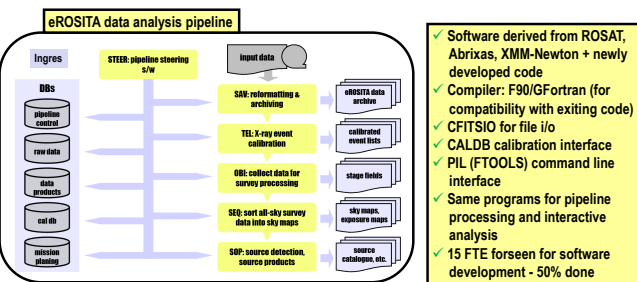 eROSITA data analysis pipeline
Ingres
DBs
pipeline
control
raw data
data
products
cal db
mission
planing
STEER: pipeline steering
s/w
input data
SAV: reformatting &
archiving
TEL: X-ray event
calibration
OBI: collect data for
survey processing
SEQ: sort all-sky survey
data into sky maps
SOP: source detection,
source products
eROSITA data
archive
calibrated
event lists
stage fields
sky maps,
exposure maps
source
catalogue, etc.
✓ Software derived from ROSAT,
Abrixas, XMM-Newton + newly
developed code
✓ Compiler: F90/GFortran (for
compatibility with exiting code)
✓ CFITSIO for file i/o
✓ CALDB calibration interface
✓ PIL (FTOOLS) command line
interface
✓ Same programs for pipeline
processing and interactive
analysis
✓ 15 FTE forseen for software
development - 50% done